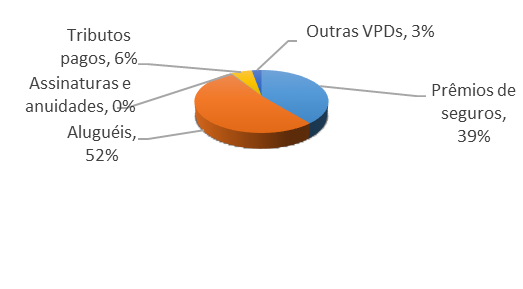 Tributos
pagos, 6%
Outras VPDs, 3%
Assinaturas e
anuidades, 0%
Aluguéis,
52%
Prêmios de
seguros,
39%